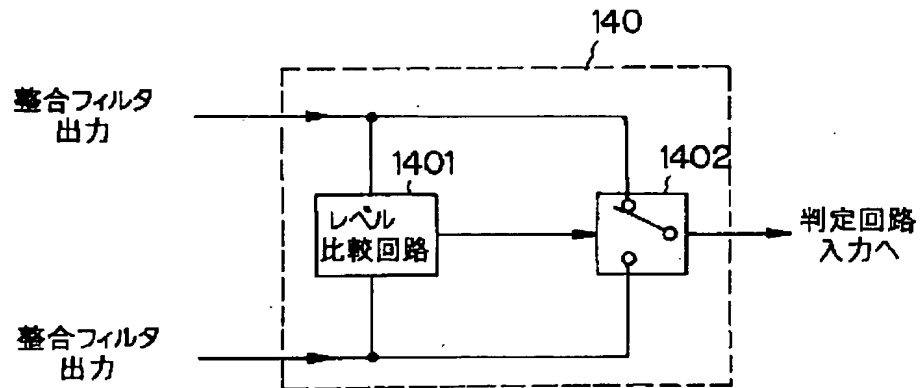 140
整合フィルタ
出力
1401
1402
レベル
比較回路
判定回路
入力へ
整合フィルタ
出力